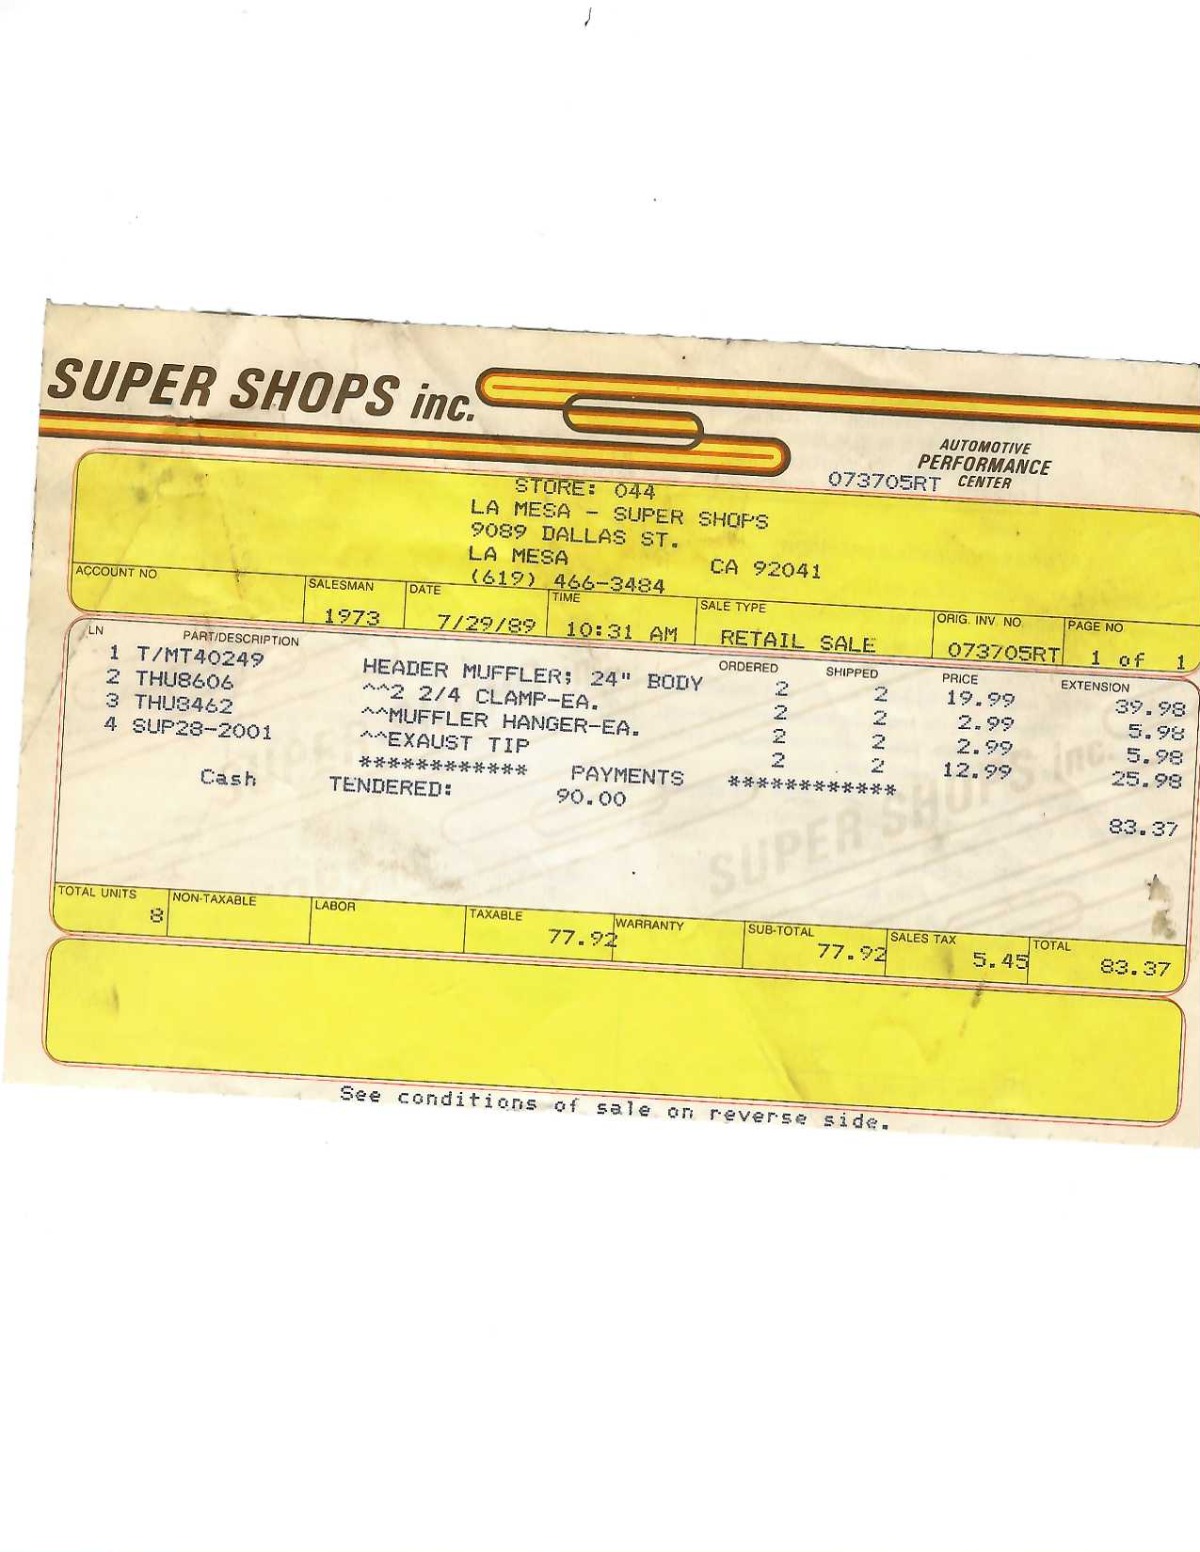 SUPER SHOPS inc.
AUTOMOTIVE
PERFORMANCE
CENTER
073705RT
STORE: 044
LA MESA - SUPER SHOPS
9089 DALLAS ST.
LA MESA CA 92041
(619) 466-3484
ACCOUNT NO SALESMAN DATE TIME SALE TYPE ORIG. INV. NO. PAGE NO
1973 7/29/89 10:31 AM RETAIL SALE 073705RT 1 of 1
LN PART/DESCRIPTION ORDERED SHIPPED PRICE EXTENSION
1 T/MT40249 HEADER MUFFLER; 24" BODY 2 2 19.99 39.98
2 THU8606 ^^2 2/4 CLAMP-EA. 2 2 2.99 5.98
3 THU3462 ^^MUFFLER HANGER-EA. 2 2 2.99 5.98
4 SUP28-2001 ^^EXAUST TIP 2 2 12.99 25.98
************ PAYMENTS ************
Cash TENDERED: 90.00
83.37
SUPER SHOPS inc.
TOTAL UNITS NON-TAXABLE LABOR TAXABLE WARRANTY SUB-TOTAL SALES TAX TOTAL
8 77.92 77.92 5.45 83.37
See conditions of sale on reverse side.